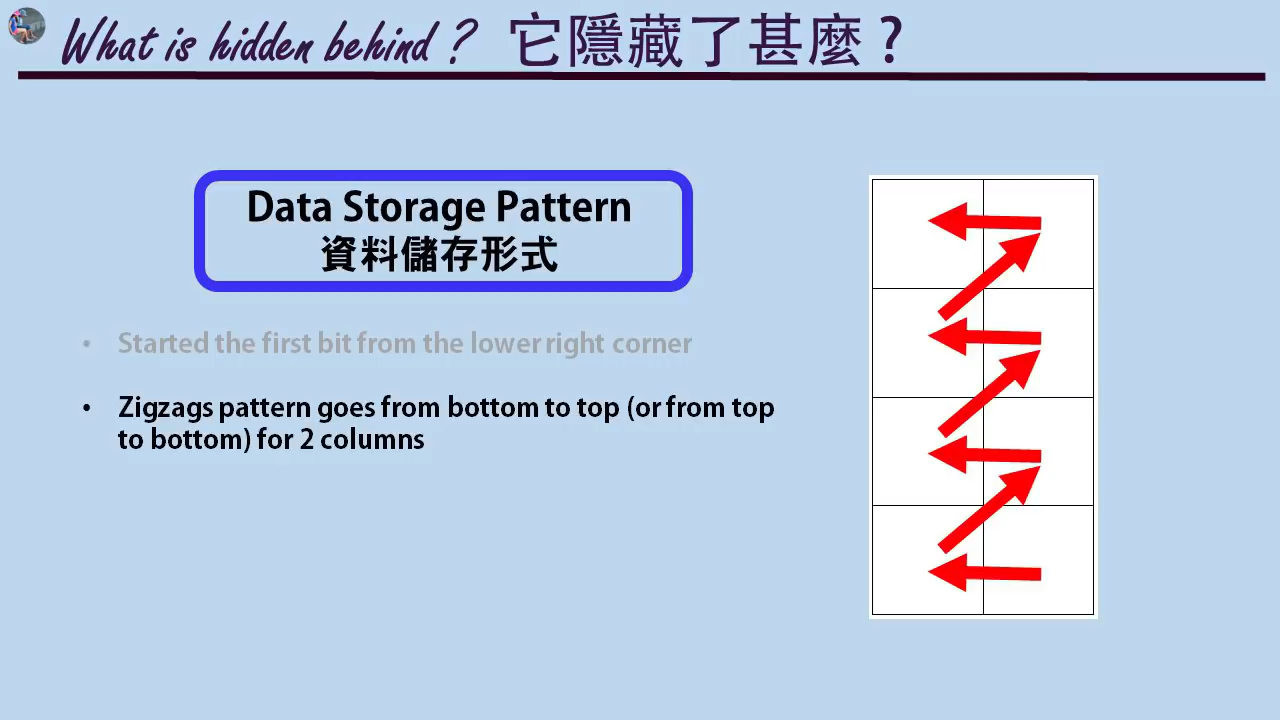 What is hidden behind ? 它隱藏了甚麼 ?
Data Storage Pattern
資料儲存形式
• Started the first bit from the lower right corner
• Zigzags pattern goes from bottom to top (or from top
to bottom) for 2 columns